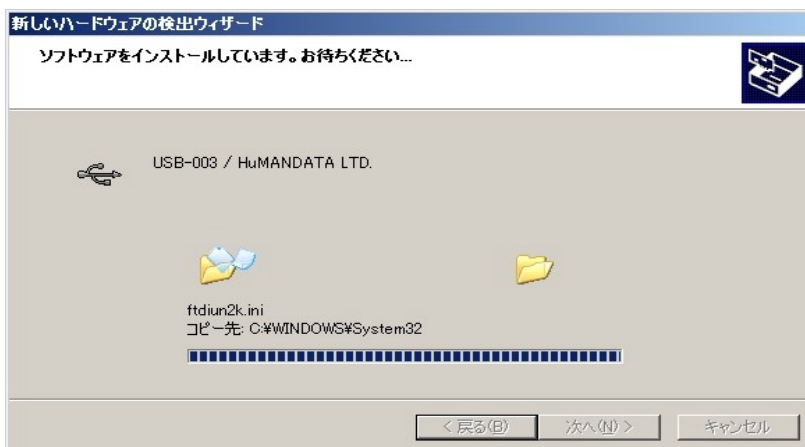 新しいハードウェアの検出ウィザード
ソフトウェアをインストールしています。お待ちください...
USB-003 / HuMANDATA LTD.
ftdiun2k.ini
コピー先: C:¥WINDOWS¥System32
< 戻る(B)
次へ(N) >
キャンセル